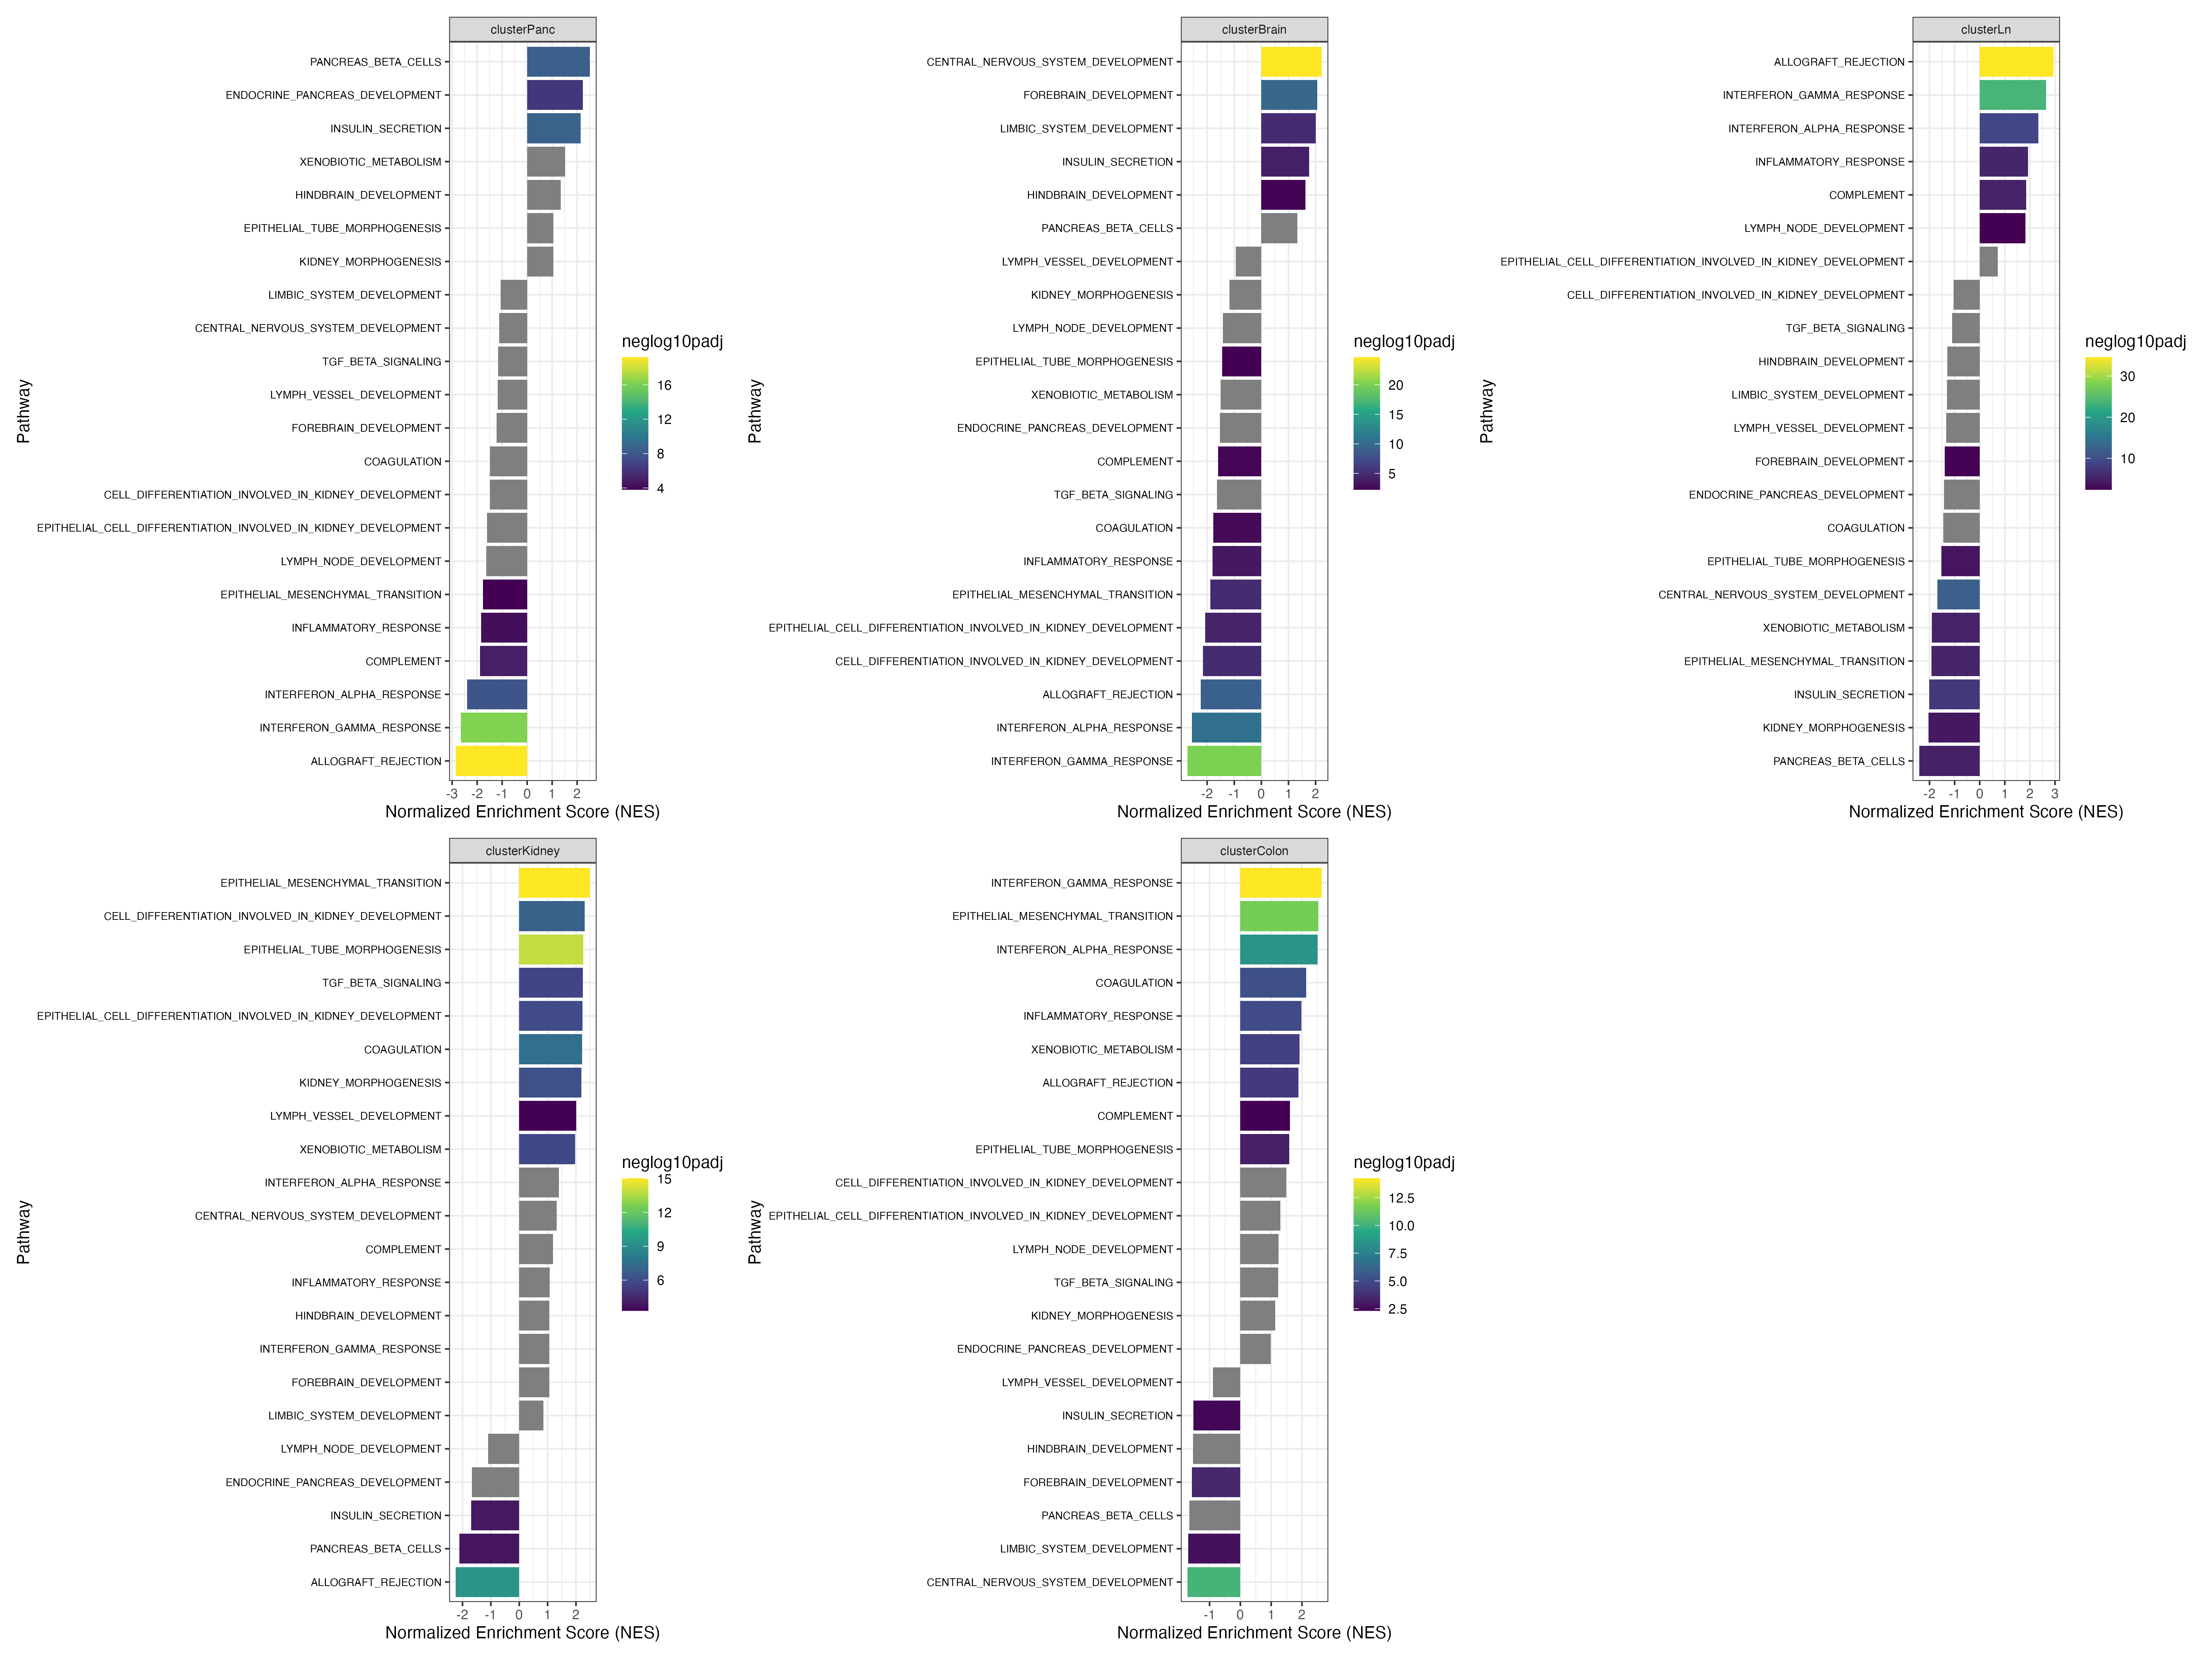 clusterPanc
PANCREAS_BETA_CELLS
ENDOCRINE_PANCREAS_DEVELOPMENT
INSULIN_SECRETION
XENOBIOTIC_METABOLISM
HINDBRAIN_DEVELOPMENT
EPITHELIAL_TUBE_MORPHOGENESIS
KIDNEY_MORPHOGENESIS
LIMBIC_SYSTEM_DEVELOPMENT
CENTRAL_NERVOUS_SYSTEM_DEVELOPMENT
TGF_BETA_SIGNALING
LYMPH_VESSEL_DEVELOPMENT
FOREBRAIN_DEVELOPMENT
COAGULATION
CELL_DIFFERENTIATION_INVOLVED_IN_KIDNEY_DEVELOPMENT
EPITHELIAL_CELL_DIFFERENTIATION_INVOLVED_IN_KIDNEY_DEVELOPMENT
LYMPH_NODE_DEVELOPMENT
EPITHELIAL_MESENCHYMAL_TRANSITION
INFLAMMATORY_RESPONSE
COMPLEMENT
INTERFERON_ALPHA_RESPONSE
INTERFERON_GAMMA_RESPONSE
ALLOGRAFT_REJECTION
Pathway
-3 -2 -1 0 1 2
Normalized Enrichment Score (NES)
neglog10padj
16
12
8
4
clusterBrain
CENTRAL_NERVOUS_SYSTEM_DEVELOPMENT
FOREBRAIN_DEVELOPMENT
LIMBIC_SYSTEM_DEVELOPMENT
INSULIN_SECRETION
HINDBRAIN_DEVELOPMENT
PANCREAS_BETA_CELLS
LYMPH_VESSEL_DEVELOPMENT
KIDNEY_MORPHOGENESIS
LYMPH_NODE_DEVELOPMENT
EPITHELIAL_TUBE_MORPHOGENESIS
XENOBIOTIC_METABOLISM
ENDOCRINE_PANCREAS_DEVELOPMENT
COMPLEMENT
TGF_BETA_SIGNALING
COAGULATION
INFLAMMATORY_RESPONSE
EPITHELIAL_MESENCHYMAL_TRANSITION
EPITHELIAL_CELL_DIFFERENTIATION_INVOLVED_IN_KIDNEY_DEVELOPMENT
CELL_DIFFERENTIATION_INVOLVED_IN_KIDNEY_DEVELOPMENT
ALLOGRAFT_REJECTION
INTERFERON_ALPHA_RESPONSE
INTERFERON_GAMMA_RESPONSE
Pathway
-2 -1 0 1 2
Normalized Enrichment Score (NES)
neglog10padj
20
15
10
5
clusterLn
ALLOGRAFT_REJECTION
INTERFERON_GAMMA_RESPONSE
INTERFERON_ALPHA_RESPONSE
INFLAMMATORY_RESPONSE
COMPLEMENT
LYMPH_NODE_DEVELOPMENT
EPITHELIAL_CELL_DIFFERENTIATION_INVOLVED_IN_KIDNEY_DEVELOPMENT
CELL_DIFFERENTIATION_INVOLVED_IN_KIDNEY_DEVELOPMENT
TGF_BETA_SIGNALING
HINDBRAIN_DEVELOPMENT
LIMBIC_SYSTEM_DEVELOPMENT
LYMPH_VESSEL_DEVELOPMENT
FOREBRAIN_DEVELOPMENT
ENDOCRINE_PANCREAS_DEVELOPMENT
COAGULATION
EPITHELIAL_TUBE_MORPHOGENESIS
CENTRAL_NERVOUS_SYSTEM_DEVELOPMENT
XENOBIOTIC_METABOLISM
EPITHELIAL_MESENCHYMAL_TRANSITION
INSULIN_SECRETION
KIDNEY_MORPHOGENESIS
PANCREAS_BETA_CELLS
Pathway
-2 -1 0 1 2 3
Normalized Enrichment Score (NES)
neglog10padj
30
20
10
clusterKidney
EPITHELIAL_MESENCHYMAL_TRANSITION
CELL_DIFFERENTIATION_INVOLVED_IN_KIDNEY_DEVELOPMENT
EPITHELIAL_TUBE_MORPHOGENESIS
TGF_BETA_SIGNALING
EPITHELIAL_CELL_DIFFERENTIATION_INVOLVED_IN_KIDNEY_DEVELOPMENT
COAGULATION
KIDNEY_MORPHOGENESIS
LYMPH_VESSEL_DEVELOPMENT
XENOBIOTIC_METABOLISM
INTERFERON_ALPHA_RESPONSE
CENTRAL_NERVOUS_SYSTEM_DEVELOPMENT
COMPLEMENT
INFLAMMATORY_RESPONSE
HINDBRAIN_DEVELOPMENT
INTERFERON_GAMMA_RESPONSE
FOREBRAIN_DEVELOPMENT
LIMBIC_SYSTEM_DEVELOPMENT
LYMPH_NODE_DEVELOPMENT
ENDOCRINE_PANCREAS_DEVELOPMENT
INSULIN_SECRETION
PANCREAS_BETA_CELLS
ALLOGRAFT_REJECTION
Pathway
-2 -1 0 1 2
Normalized Enrichment Score (NES)
neglog10padj
15
12
9
6
clusterColon
INTERFERON_GAMMA_RESPONSE
EPITHELIAL_MESENCHYMAL_TRANSITION
INTERFERON_ALPHA_RESPONSE
COAGULATION
INFLAMMATORY_RESPONSE
XENOBIOTIC_METABOLISM
ALLOGRAFT_REJECTION
COMPLEMENT
EPITHELIAL_TUBE_MORPHOGENESIS
CELL_DIFFERENTIATION_INVOLVED_IN_KIDNEY_DEVELOPMENT
EPITHELIAL_CELL_DIFFERENTIATION_INVOLVED_IN_KIDNEY_DEVELOPMENT
LYMPH_NODE_DEVELOPMENT
TGF_BETA_SIGNALING
KIDNEY_MORPHOGENESIS
ENDOCRINE_PANCREAS_DEVELOPMENT
LYMPH_VESSEL_DEVELOPMENT
INSULIN_SECRETION
HINDBRAIN_DEVELOPMENT
FOREBRAIN_DEVELOPMENT
PANCREAS_BETA_CELLS
LIMBIC_SYSTEM_DEVELOPMENT
CENTRAL_NERVOUS_SYSTEM_DEVELOPMENT
Pathway
-1 0 1 2
Normalized Enrichment Score (NES)
neglog10padj
12.5
10.0
7.5
5.0
2.5